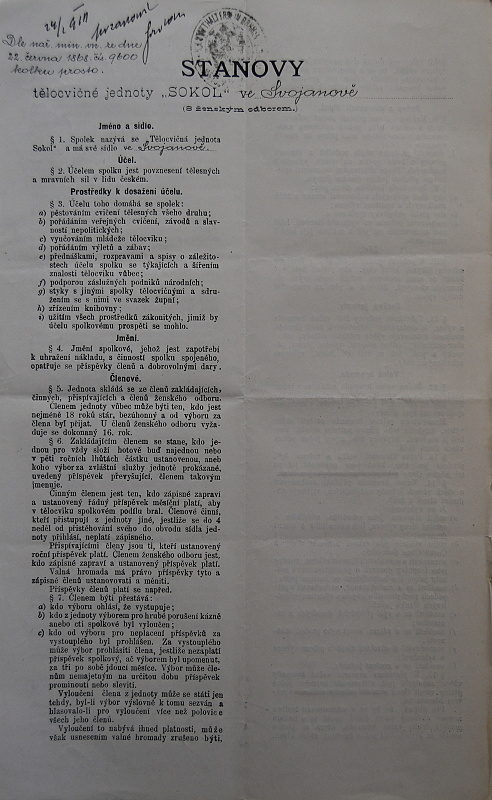 Dle nař. min. vn. ze dne
22. června 1868 čís. 9600
kolku prosto.
STANOVY
tělocvičné jednoty „SOKOL“ ve Svojanově
(S ženským odborem.)
Jméno a sídlo.
§ 1. Spolek nazývá se „Tělocvičná jednota
Sokol“ a má své sídlo ve Svojanově.
Účel.
§ 2. Účelem spolku jest povznesení tělesných
a mravních sil v lidu českém.
Prostředky k dosažení účelu.
§ 3. Účelu toho domáhá se spolek:
a) pěstováním cvičení tělesných všeho druhu;
b) pořádáním veřejných cvičení, závodů a slav-
ností nepolitických;
c) vyučováním mládeže tělocviku;
d) pořádáním výletů a zábav;
e) přednáškami, rozpravami a spisy o záležito-
stech účelu spolku se týkajících a šířením
znalosti tělocviku vůbec;
f) podporou záslužných podniků národních;
g) styky s jinými spolky tělocvičnými a sdru-
žením se s nimi ve svazek župní;
h) zřízením knihovny;
i) užitím všech prostředků zákonitých, jimiž by
účelu spolkovému prospěti se mohlo.
Jmění.
§ 4. Jmění spolkové, jehož jest zapotřebí
k uhražení nákladu, s činností spolku spojeného,
opatřuje se příspěvky členů a dobrovolnými dary.
Členové.
§ 5. Jednota skládá se ze členů zakládajících,
činných, přispívajících a členů ženského odboru.
Členem jednoty vůbec může býti ten, kdo jest
nejméně 18 roků stár, bezúhonný a od výboru za
člena byl přijat. U členů ženského odboru vyža-
duje se dokonaný 16. rok.
§ 6. Zakládajícím členem se stane, kdo je-
dnou pro vždy složí hotově buď najednou nebo
v pěti ročních lhůtách částku ustanovenou, aneb
koho výbor za zvláštní služby jednotě prokázané,
uvedený příspěvek převyšující, členem takovým
jmenuje.
Činným členem jest ten, kdo zápisné zapraví
a ustanovený řádný příspěvek měsíční platí, aby
v tělocviku spolkovém podílu bral. Členové činní,
kteří přistupují z jednoty jiné, jestliže se do 4
neděl od přistěhování svého do obvodu sídla jed-
noty přihlásí, neplatí zápisného.
Přispívajícími členy jsou ti, kteří ustanovený
roční příspěvek platí. Členem ženského odboru jest,
kdo zápisné zapraví a ustanovený příspěvek platí.
Valná hromada má právo příspěvky tyto a
zápisné členů ustanovovati a měniti.
Příspěvky členů platí se napřed.
§ 7. Členem býti přestává:
a) kdo výboru ohlásí, že vystupuje;
b) kdo z jednoty výborem pro hrubé porušení kázně
anebo cti spolkové byl vyloučen;
c) kdo od výboru pro neplacení příspěvků za
vystouplého byl prohlášen. Za vystouplého
může výbor prohlásiti člena, jestliže nezaplatí
příspěvek spolkový, ač výborem byl upomenut,
za tři po sobě jdoucí měsíce. Výbor může čle-
nům nemajetným na určitou dobu příspěvek
prominouti nebo sleviti.
Vyloučení člena z jednoty může se státi jen
tehdy, byl-li výbor výslovně k tomu sezván a
hlasovalo-li pro vyloučení více než polovice
všech jeho členů.
Vyloučení to nabývá ihned platnosti, může
však usnesením valné hromady zrušeno býti,